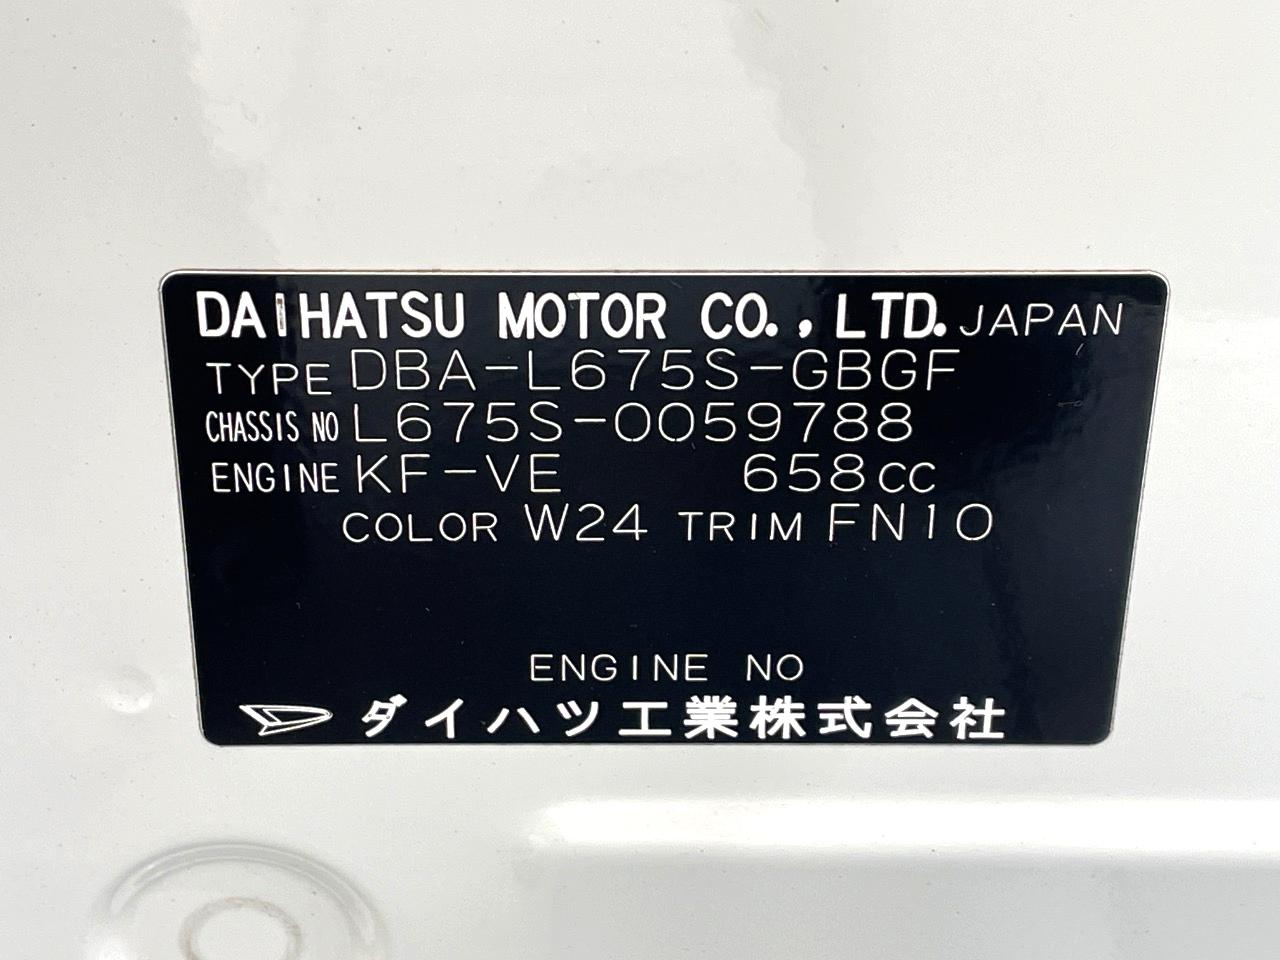 DAIHATSU MOTOR CO., LTD. JAPAN
TYPE DBA-L675S-GBGF
CHASSIS NO L675S-0059788
ENGINE KF-VE 658cc
COLOR W24 TRIM FN10
ENGINE NO
ダイハツ工業株式会社